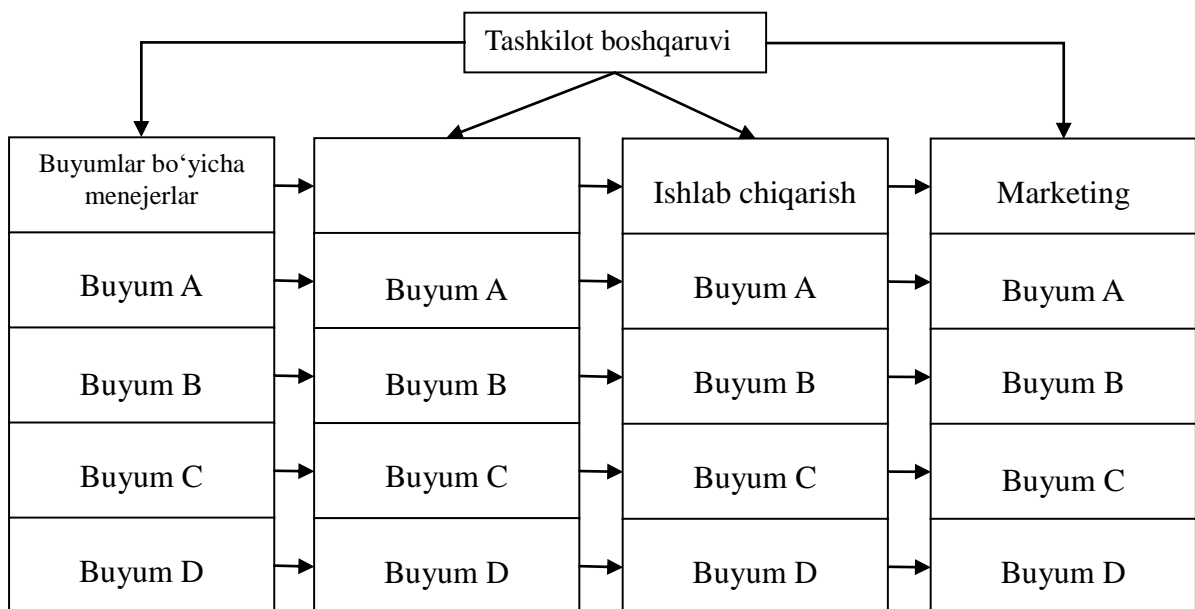 Tashkilot boshqaruvi
Buyumlar bo‘yicha
menejerlar
Ishlab chiqarish
Marketing
Buyum A
Buyum A
Buyum A
Buyum A
Buyum B
Buyum B
Buyum B
Buyum B
Buyum C
Buyum C
Buyum C
Buyum C
Buyum D
Buyum D
Buyum D
Buyum D